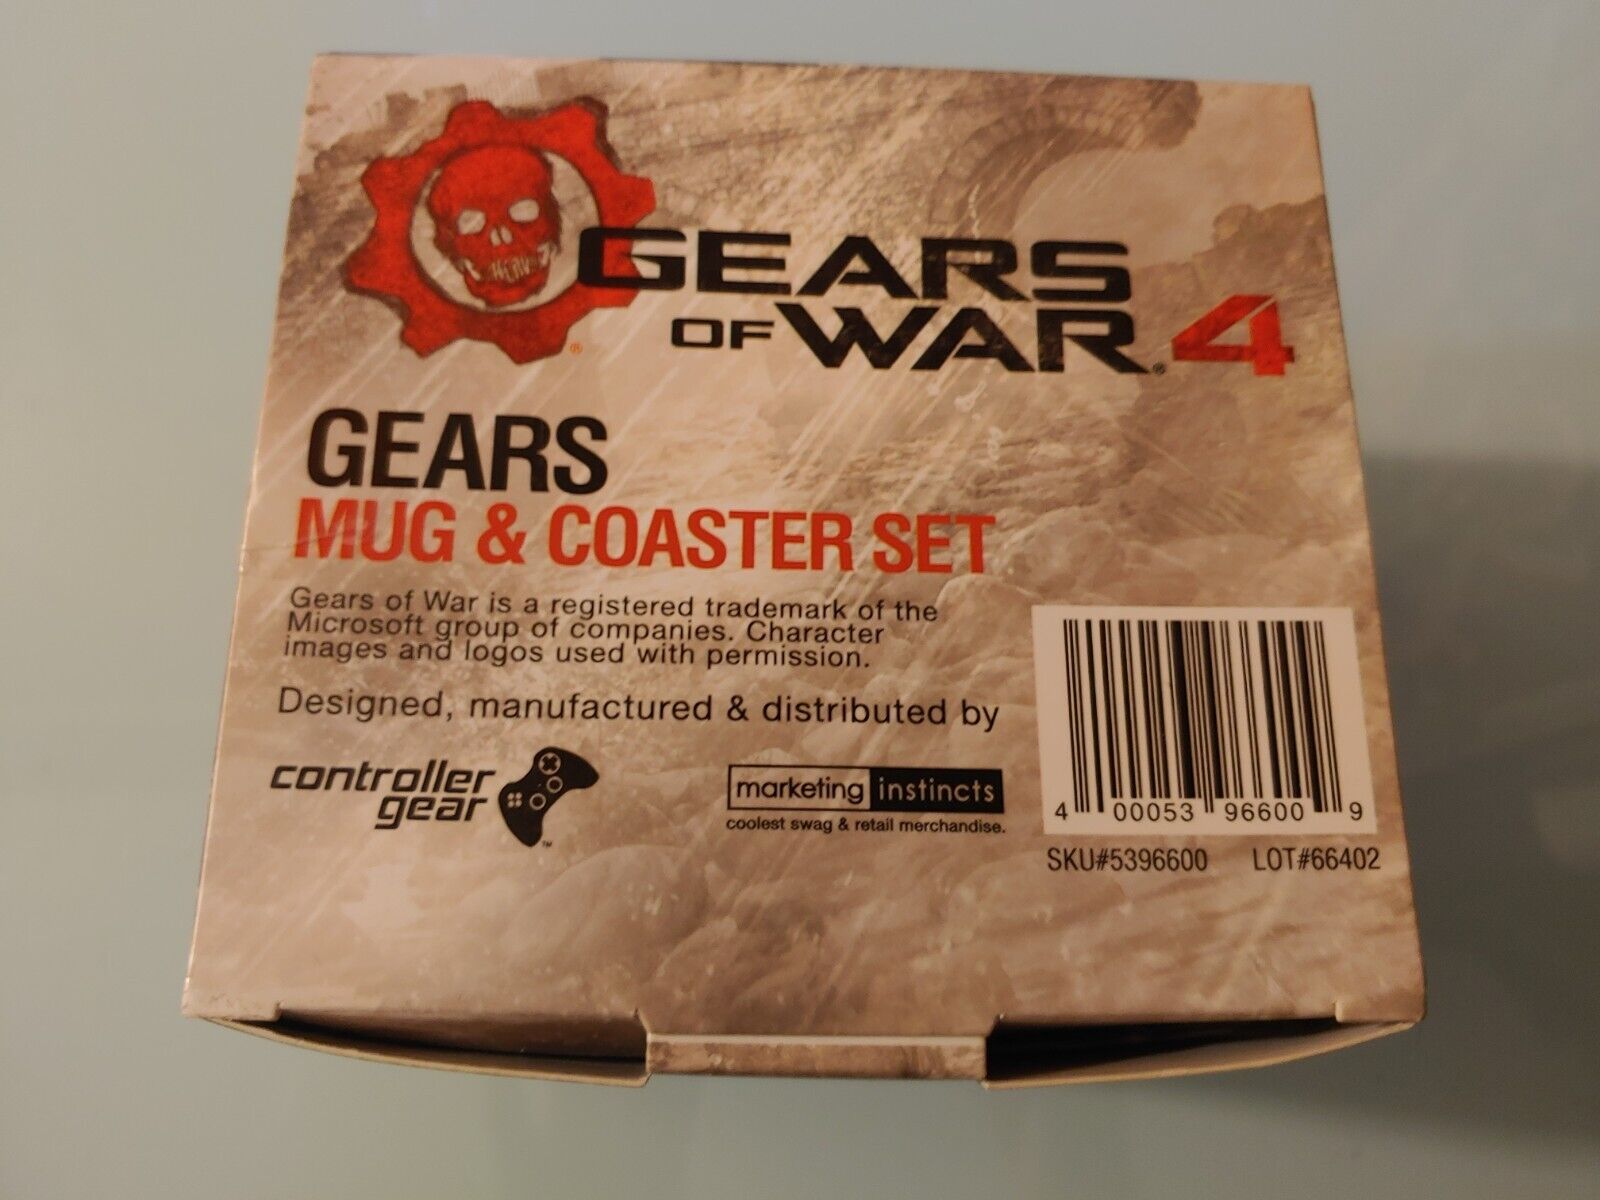 GEARS
OF WAR® 4
®
GEARS
MUG & COASTER SET
Gears of War is a registered trademark of the
Microsoft group of companies. Character
images and logos used with permission.
Designed, manufactured & distributed by
controller
gear™
marketing instincts
coolest swag & retail merchandise.
4 00053 96600 9
SKU#5396600 LOT#66402